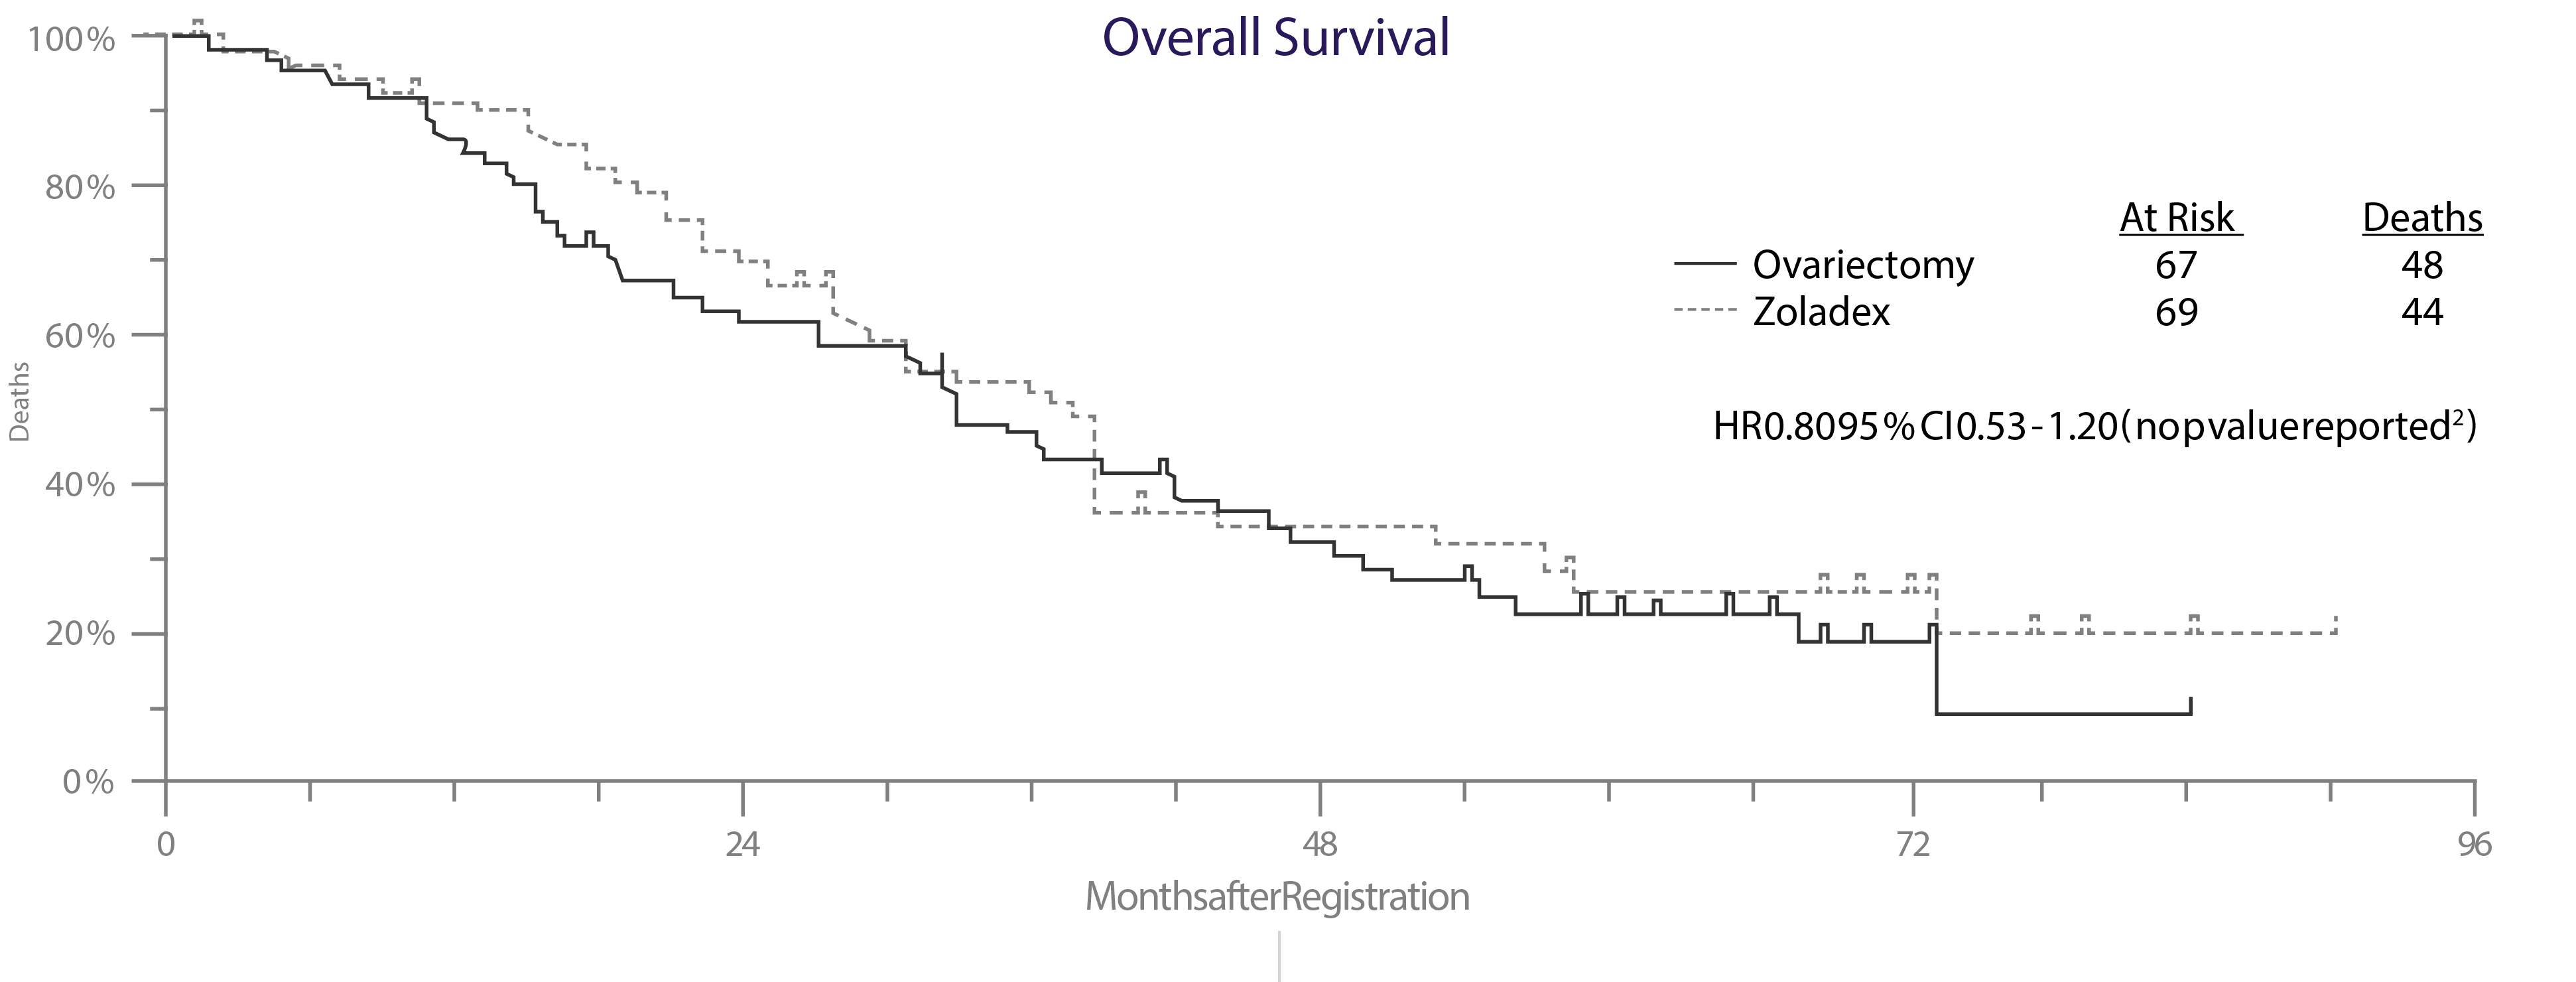 Overall Survival
100%
80%
60%
40%
20%
0%
Deaths
At Risk Deaths
Ovariectomy 67 48
Zoladex 69 44
HR0.8095%CI0.53-1.20(nopvaluereported²)
0 24 48 72 96
MonthsafterRegistration